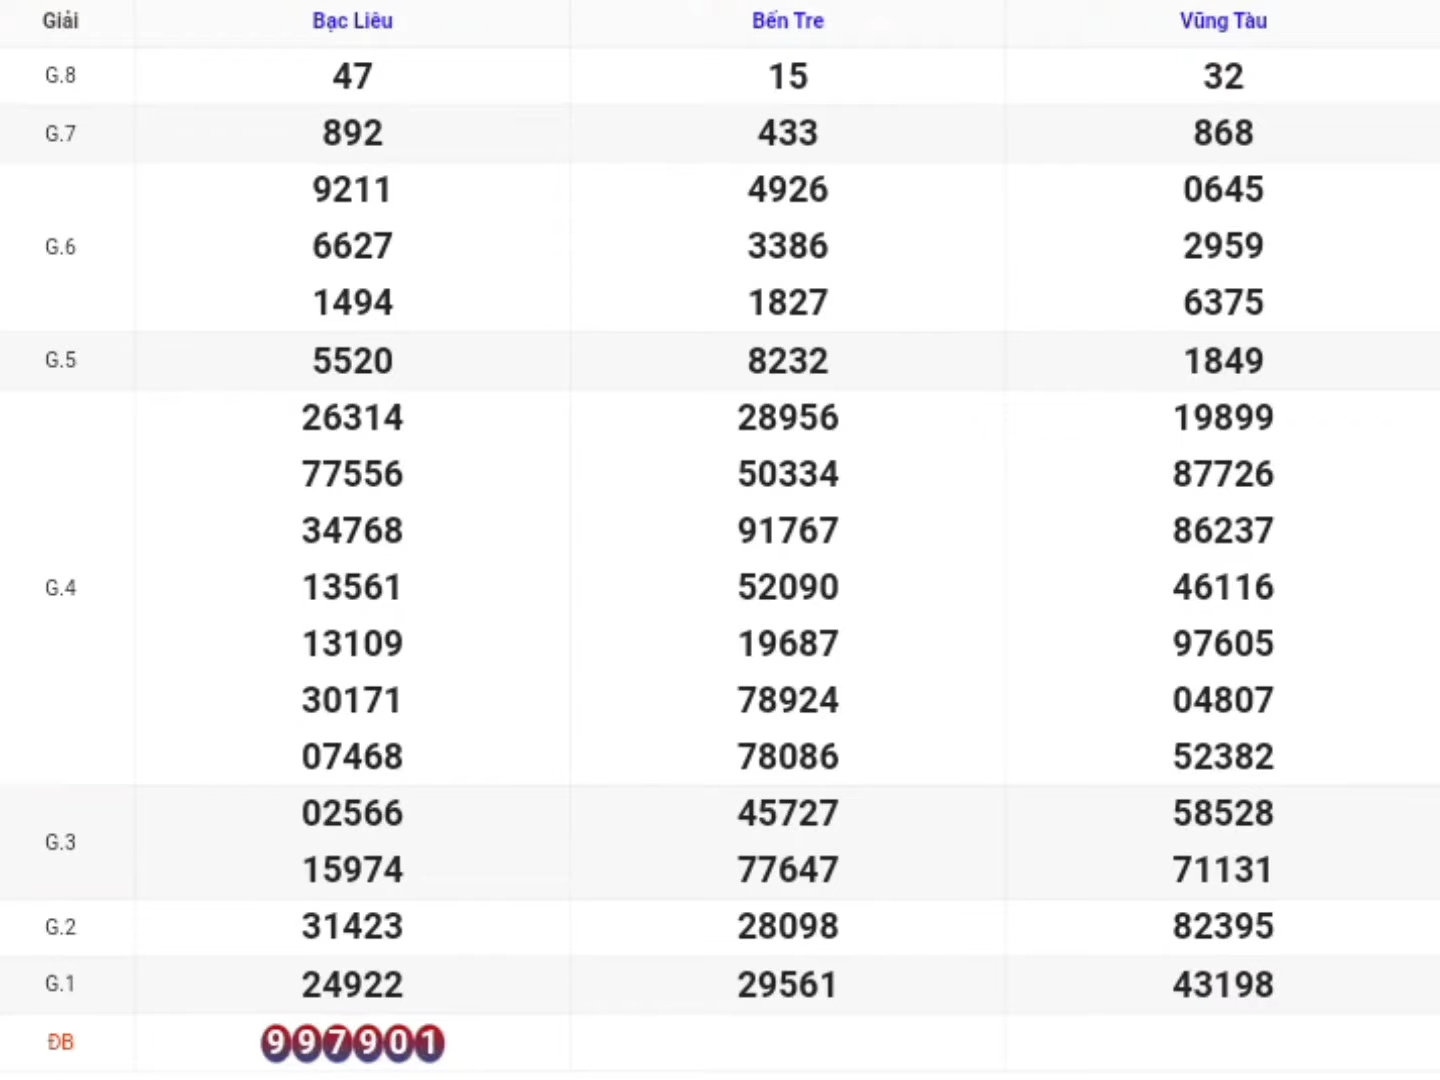 Giải Bạc Liêu Bến Tre Vũng Tàu
G.8 47 15 32
G.7 892 433 868
9211 4926 0645
G.6 6627 3386 2959
1494 1827 6375
G.5 5520 8232 1849
26314 28956 19899
77556 50334 87726
34768 91767 86237
G.4 13561 52090 46116
13109 19687 97605
30171 78924 04807
07468 78086 52382
02566 45727 58528
G.3
15974 77647 71131
G.2 31423 28098 82395
G.1 24922 29561 43198
ĐB 997901